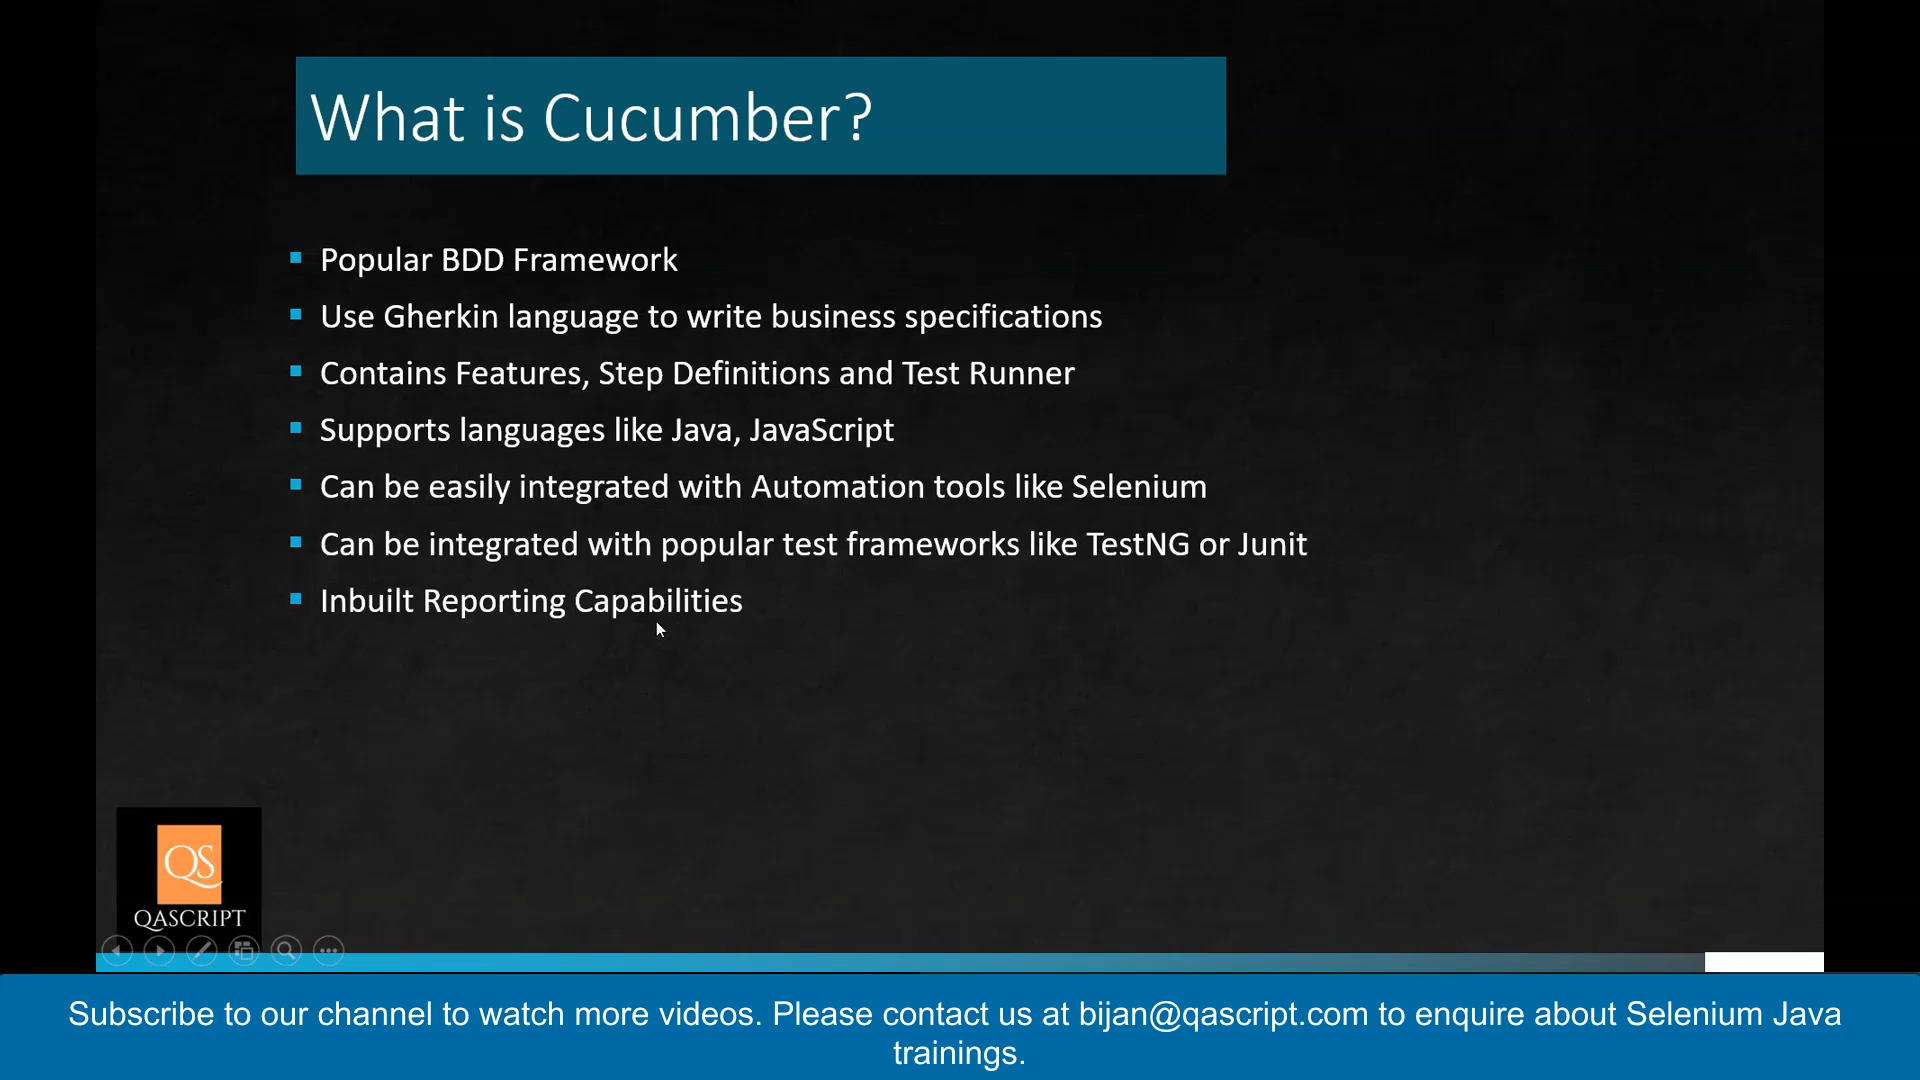 What is Cucumber?
Popular BDD Framework
Use Gherkin language to write business specifications
Contains Features, Step Definitions and Test Runner
Supports languages like Java, JavaScript
Can be easily integrated with Automation tools like Selenium
Can be integrated with popular test frameworks like TestNG or Junit
Inbuilt Reporting Capabilities
QS
QASCRIPT
Subscribe to our channel to watch more videos. Please contact us at bijan@qascript.com to enquire about Selenium Java
trainings.